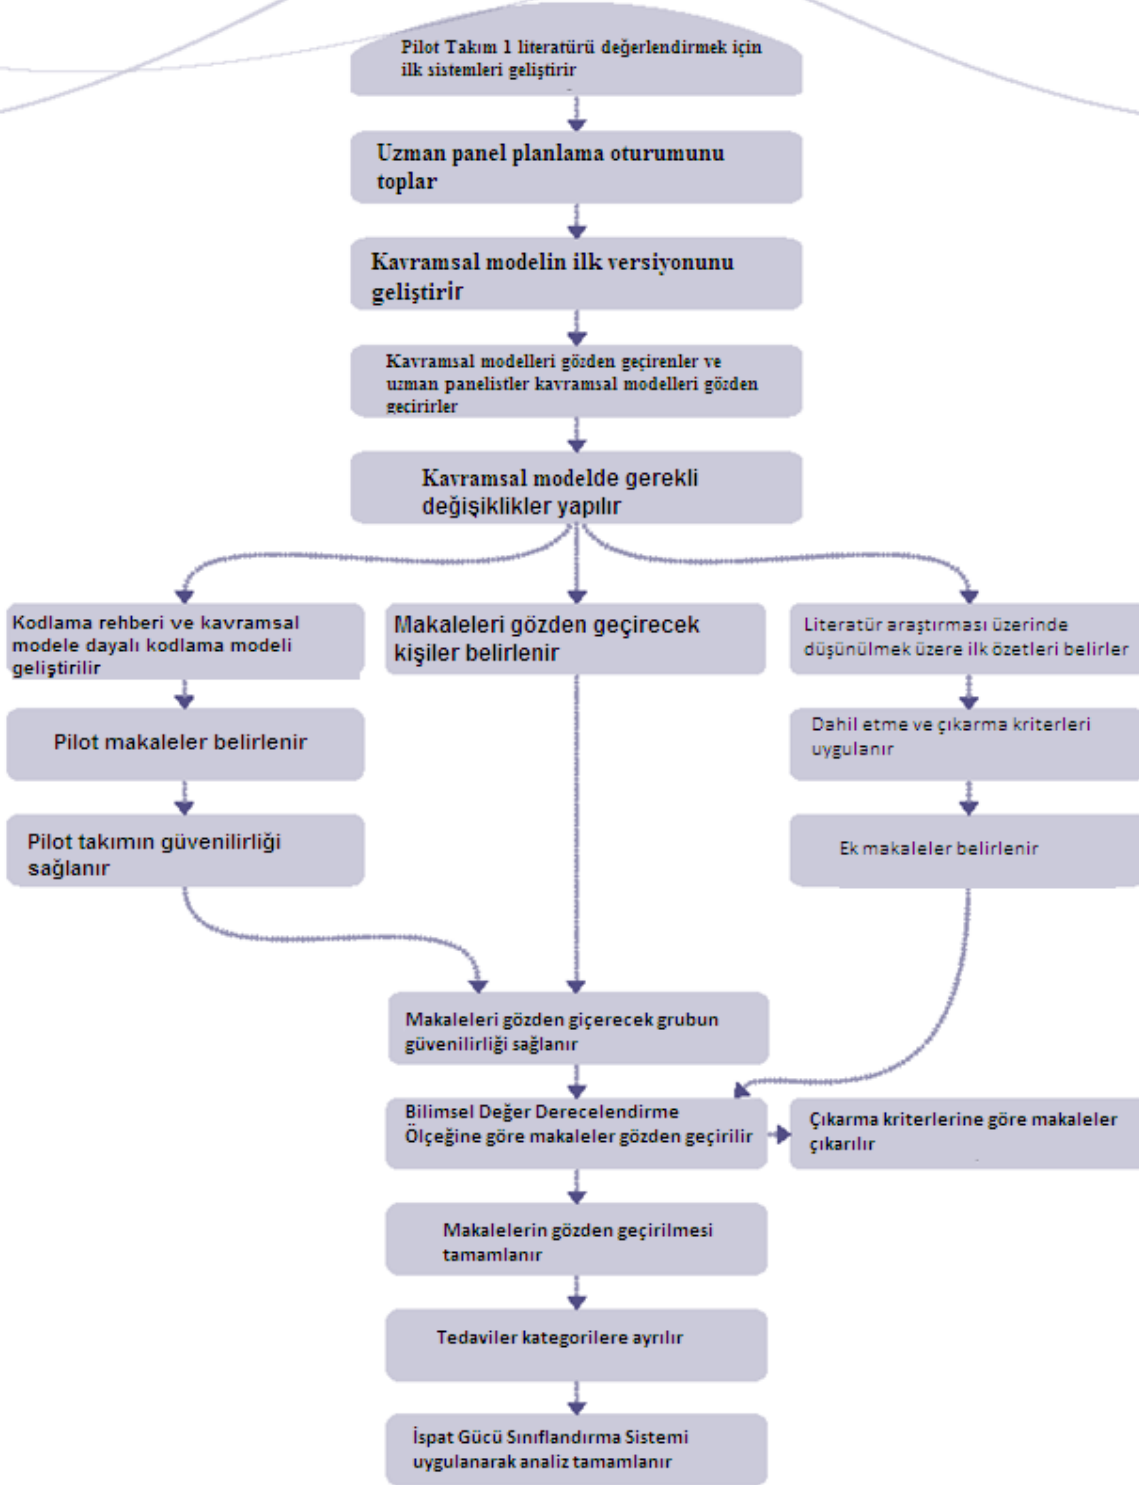 Pilot Takım 1 literatürü değerlendirmek için
ilk sistemleri geliştirir
Uzman panel planlama oturumunu
toplar
Kavramsal modelin ilk versiyonunu
geliştirir
Kavramsal modelleri gözden geçirenler ve
uzman panelistler kavramsal modelleri gözden
geçirirler
Kavramsal modelde gerekli
değişiklikler yapılır
Kodlama rehberi ve kavramsal
modele dayalı kodlama modeli
geliştirilir
Pilot makaleler belirlenir
Pilot takımın güvenilirliği
sağlanır
Makaleleri gözden geçirecek
kişiler belirlenir
Literatür araştırması üzerinde
düşünülmek üzere ilk özetleri belirler
Dahil etme ve çıkarma kriterleri
uygulanır
Ek makaleler belirlenir
Makaleleri gözden giçerecek grubun
güvenilirliği sağlanır
Bilimsel Değer Derecelendirme
Ölçeğine göre makaleler gözden geçirilir
Çıkarma kriterlerine göre makaleler
çıkarılır
Makalelerin gözden geçirilmesi
tamamlanır
Tedaviler kategorilere ayrılır
İspat Gücü Sınıflandırma Sistemi
uygulanarak analiz tamamlanır